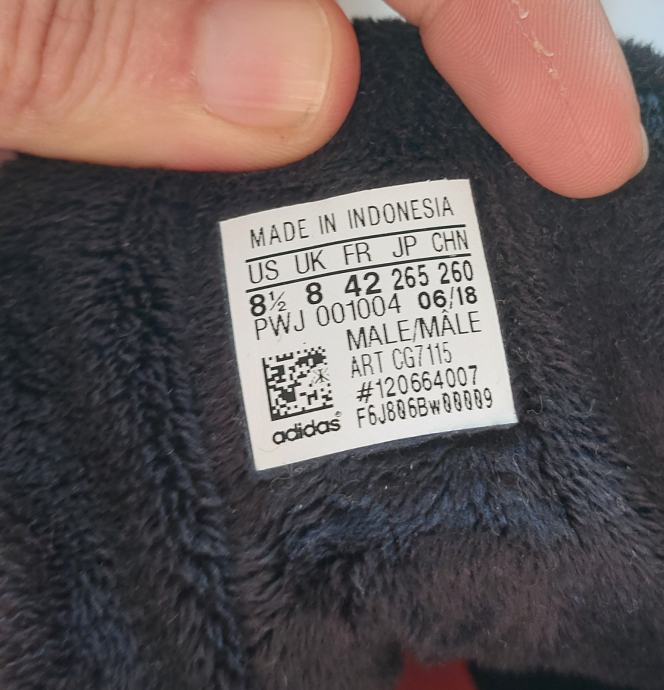 MADE IN INDONESIA
US UK FR JP CHN
8½ 8 42 265 260
PWJ 001004 06/18
MALE/MÂLE
ART CG7115
#120664007
F6J806Bw00009
adidas®